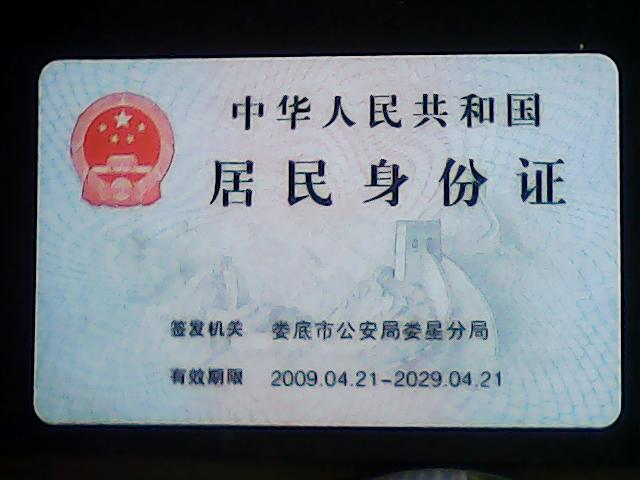 中华人民共和国
居民身份证
签发机关 娄底市公安局娄星分局
有效期限 2009.04.21-2029.04.21